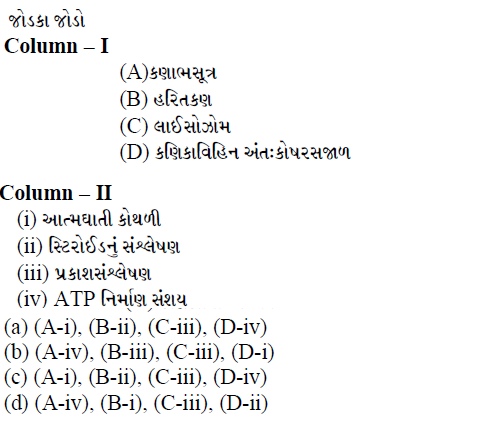 જોડકા જોડો
Column – I
(A)કણાભસૂત્ર
(B) હરિતકણ
(C) લાઈસોઝોમ
(D) કણિકાવિહિન અંતઃકોષરસજાળ
Column – II
(i) આત્મઘાતી કોથળી
(ii) સ્ટિરોઈડનું સંશ્લેષણ
(iii) પ્રકાશસંશ્લેષણ
(iv) ATP નિર્માણ સંશય
(a) (A-i), (B-ii), (C-iii), (D-iv)
(b) (A-iv), (B-iii), (C-iii), (D-i)
(c) (A-i), (B-ii), (C-iii), (D-iv)
(d) (A-iv), (B-i), (C-iii), (D-ii)